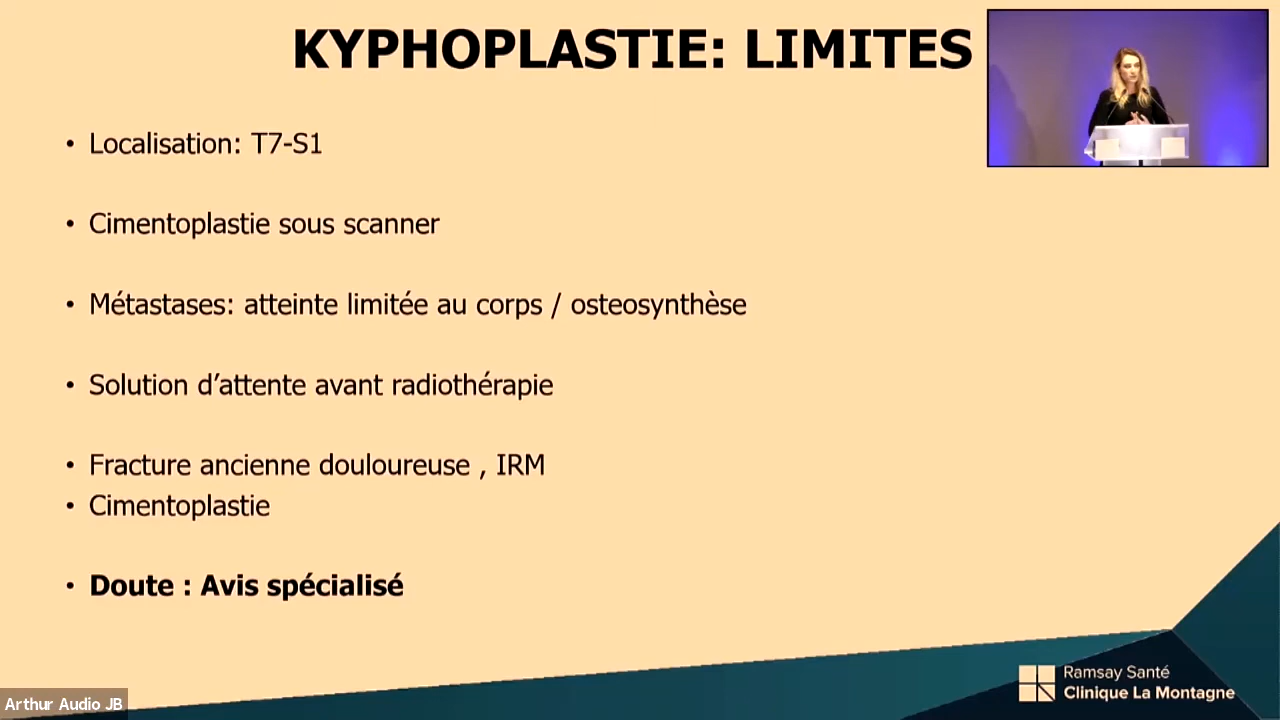 KYPHOPLASTIE: LIMITES
• Localisation: T7-S1
• Cimentoplastie sous scanner
• Métastases: atteinte limitée au corps / osteosynthèse
• Solution d’attente avant radiothérapie
• Fracture ancienne douloureuse , IRM
• Cimentoplastie
• Doute : Avis spécialisé
Ramsay Santé
Clinique La Montagne
Arthur Audio JB